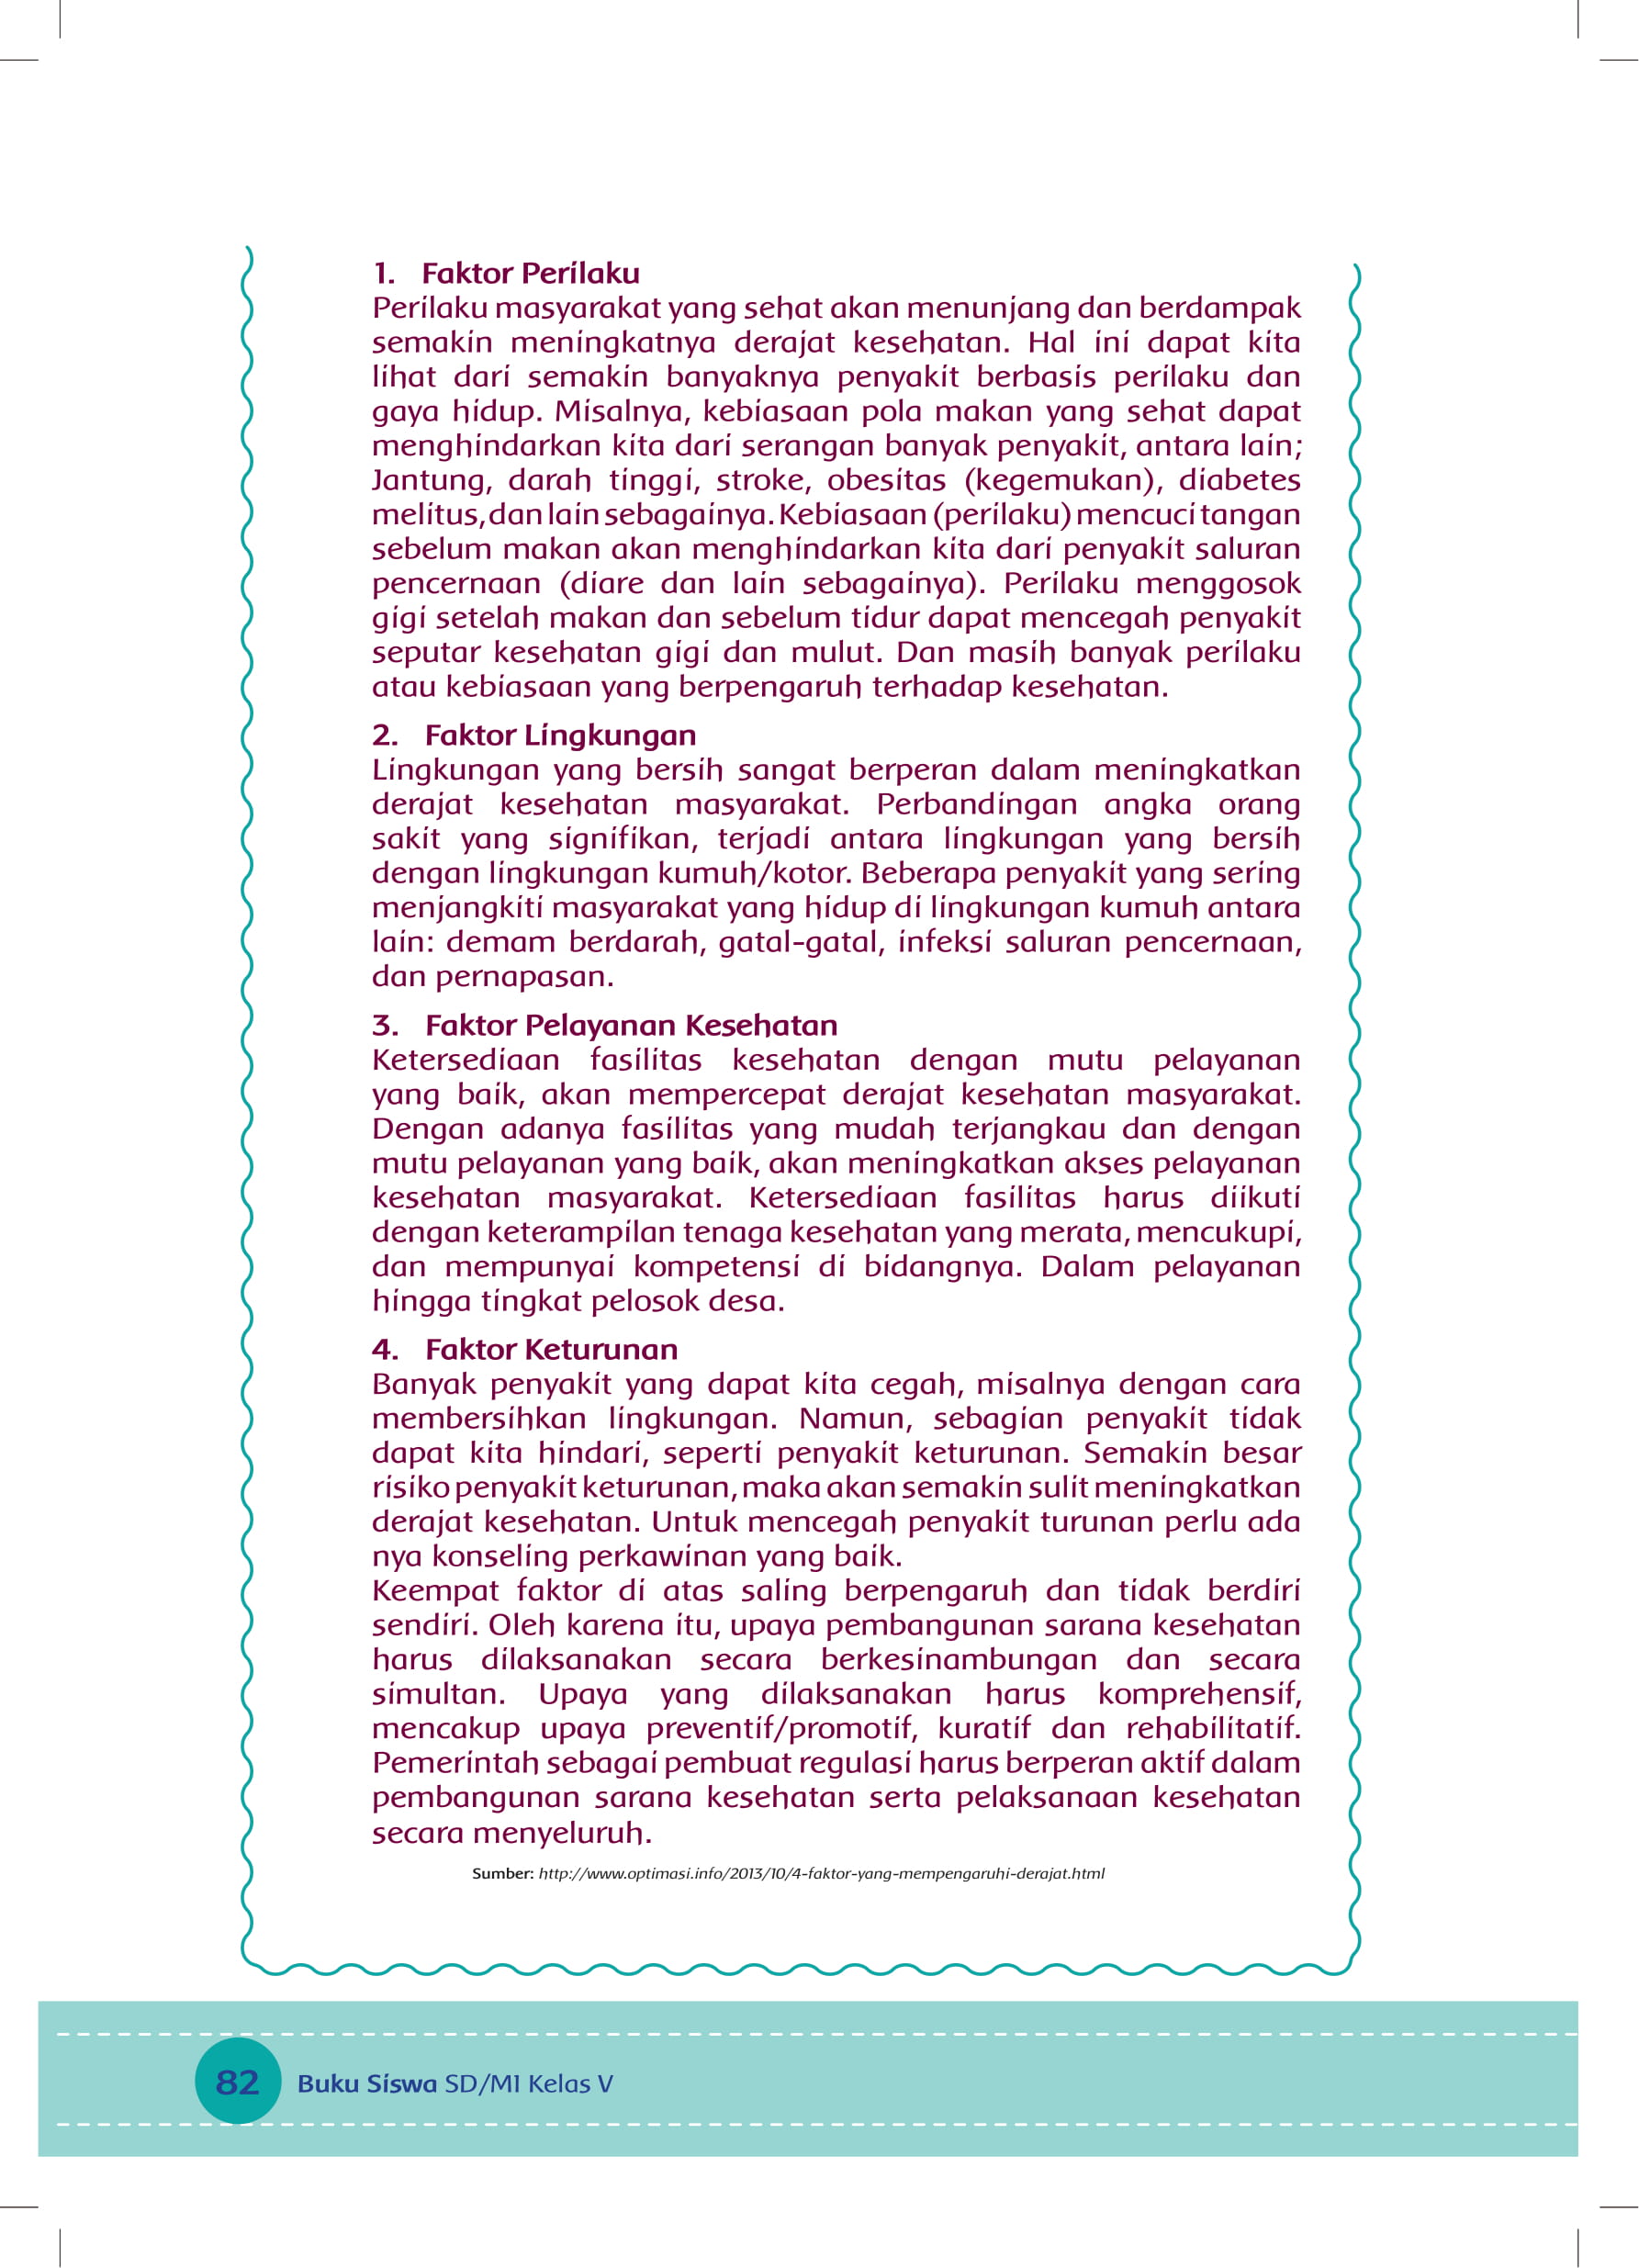 1. Faktor Perilaku
Perilaku masyarakat yang sehat akan menunjang dan berdampak
semakin meningkatnya derajat kesehatan. Hal ini dapat kita
lihat dari semakin banyaknya penyakit berbasis perilaku dan
gaya hidup. Misalnya, kebiasaan pola makan yang sehat dapat
menghindarkan kita dari serangan banyak penyakit, antara lain;
Jantung, darah tinggi, stroke, obesitas (kegemukan), diabetes
melitus, dan lain sebagainya. Kebiasaan (perilaku) mencuci tangan
sebelum makan akan menghindarkan kita dari penyakit saluran
pencernaan (diare dan lain sebagainya). Perilaku menggosok
gigi setelah makan dan sebelum tidur dapat mencegah penyakit
seputar kesehatan gigi dan mulut. Dan masih banyak perilaku
atau kebiasaan yang berpengaruh terhadap kesehatan.
2. Faktor Lingkungan
Lingkungan yang bersih sangat berperan dalam meningkatkan
derajat kesehatan masyarakat. Perbandingan angka orang
sakit yang signifikan, terjadi antara lingkungan yang bersih
dengan lingkungan kumuh/kotor. Beberapa penyakit yang sering
menjangkiti masyarakat yang hidup di lingkungan kumuh antara
lain: demam berdarah, gatal-gatal, infeksi saluran pencernaan,
dan pernapasan.
3. Faktor Pelayanan Kesehatan
Ketersediaan fasilitas kesehatan dengan mutu pelayanan
yang baik, akan mempercepat derajat kesehatan masyarakat.
Dengan adanya fasilitas yang mudah terjangkau dan dengan
mutu pelayanan yang baik, akan meningkatkan akses pelayanan
kesehatan masyarakat. Ketersediaan fasilitas harus diikuti
dengan keterampilan tenaga kesehatan yang merata, mencukupi,
dan mempunyai kompetensi di bidangnya. Dalam pelayanan
hingga tingkat pelosok desa.
4. Faktor Keturunan
Banyak penyakit yang dapat kita cegah, misalnya dengan cara
membersihkan lingkungan. Namun, sebagian penyakit tidak
dapat kita hindari, seperti penyakit keturunan. Semakin besar
risiko penyakit keturunan, maka akan semakin sulit meningkatkan
derajat kesehatan. Untuk mencegah penyakit turunan perlu ada
nya konseling perkawinan yang baik.
Keempat faktor di atas saling berpengaruh dan tidak berdiri
sendiri. Oleh karena itu, upaya pembangunan sarana kesehatan
harus dilaksanakan secara berkesinambungan dan secara
simultan. Upaya yang dilaksanakan harus komprehensif,
mencakup upaya preventif/promotif, kuratif dan rehabilitatif.
Pemerintah sebagai pembuat regulasi harus berperan aktif dalam
pembangunan sarana kesehatan serta pelaksanaan kesehatan
secara menyeluruh.
Sumber: http://www.optimasi.info/2013/10/4-faktor-yang-mempengaruhi-derajat.html
82 Buku Siswa SD/MI Kelas V